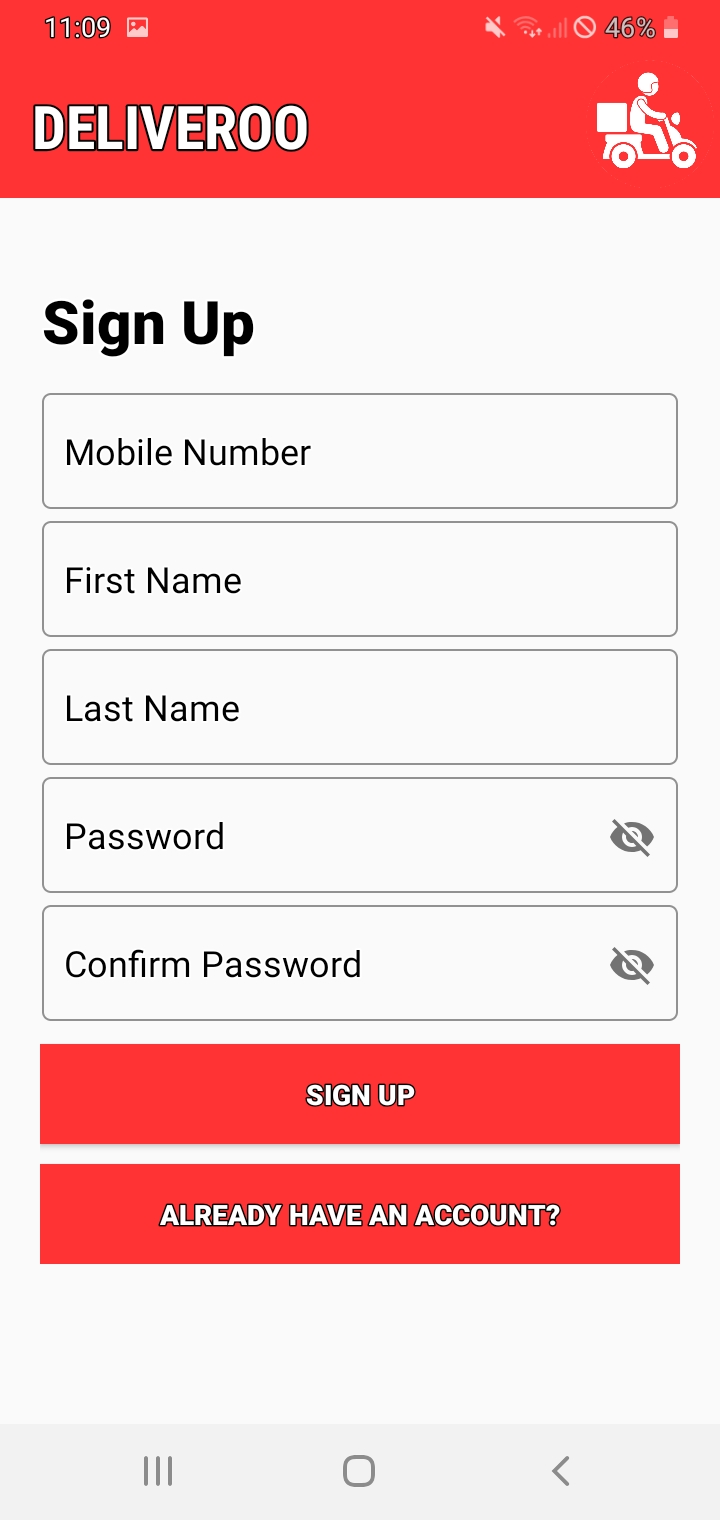 11:09 46%
DELIVEROO
Sign Up
Mobile Number
First Name
Last Name
Password
Confirm Password
SIGN UP
ALREADY HAVE AN ACCOUNT?